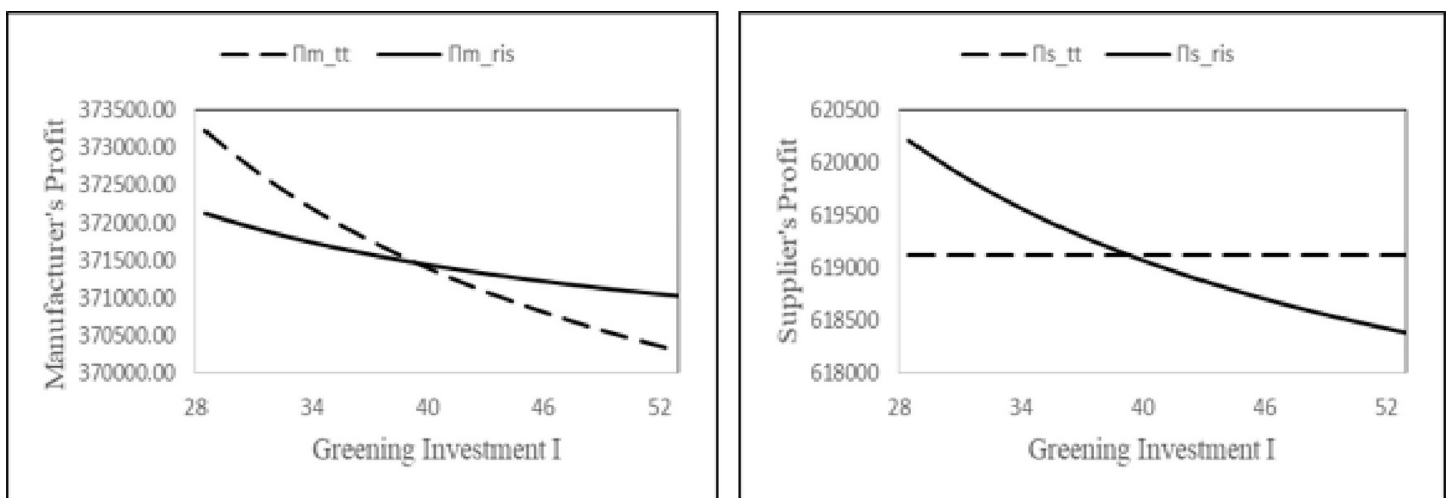 Πm_tt Πm_ris
Manufacturer's Profit
373500.00
373000.00
372500.00
372000.00
371500.00
371000.00
370500.00
370000.00
28 34 40 46 52
Greening Investment I
Πs_tt Πs_ris
Supplier's Profit
620500
620000
619500
619000
618500
618000
28 34 40 46 52
Greening Investment I